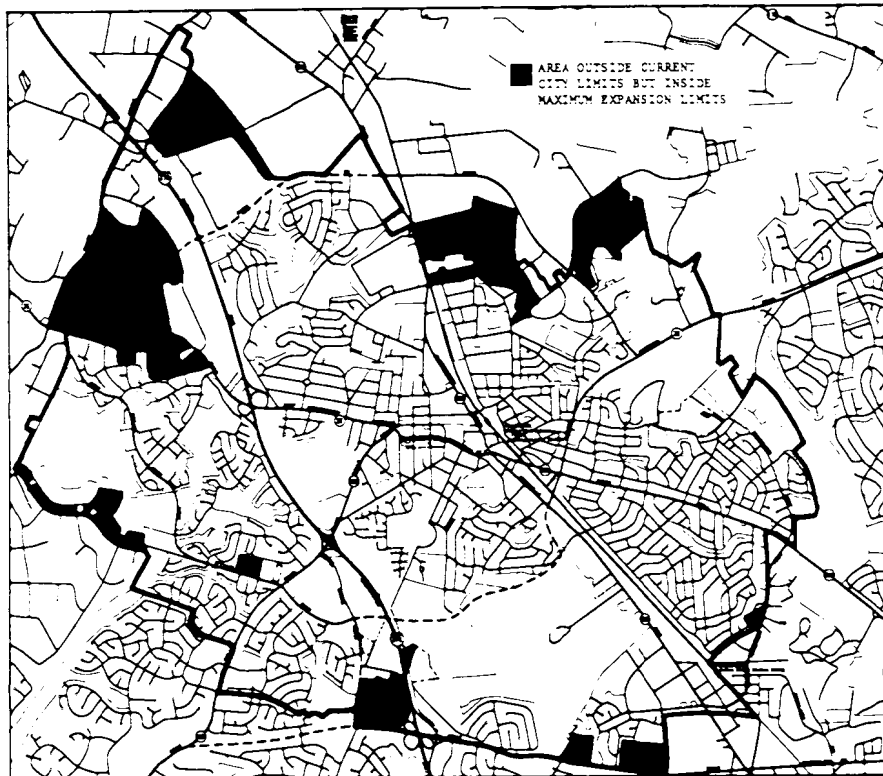 AREA OUTSIDE CURRENT
CITY LIMITS BUT INSIDE
MAXIMUM EXPANSION LIMITS